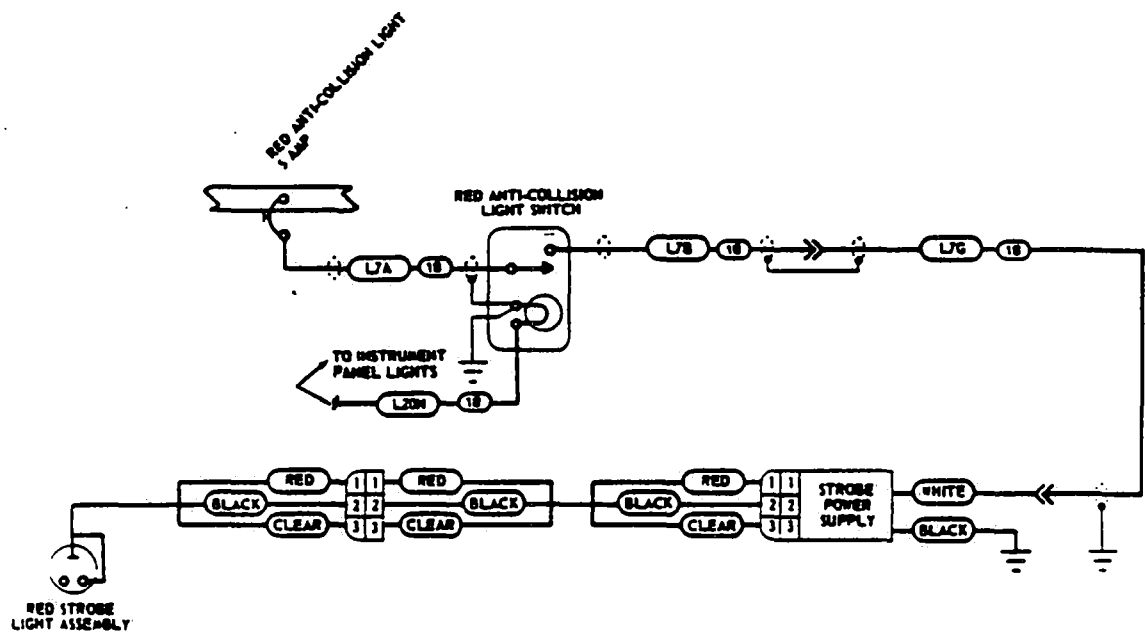 RED ANTI-COLLISION LIGHT
5 AMP
RED ANTI-COLLISION
LIGHT SWITCH
L7A 18
L7B 18
L7G 18
TO INSTRUMENT
PANEL LIGHTS
L20M 18
RED 1 1 RED
BLACK 2 2 BLACK
CLEAR 3 3 CLEAR
RED 1 1
BLACK 2 2
CLEAR 3 3
STROBE
POWER
SUPPLY
WHITE
BLACK
RED STROBE
LIGHT ASSEMBLY